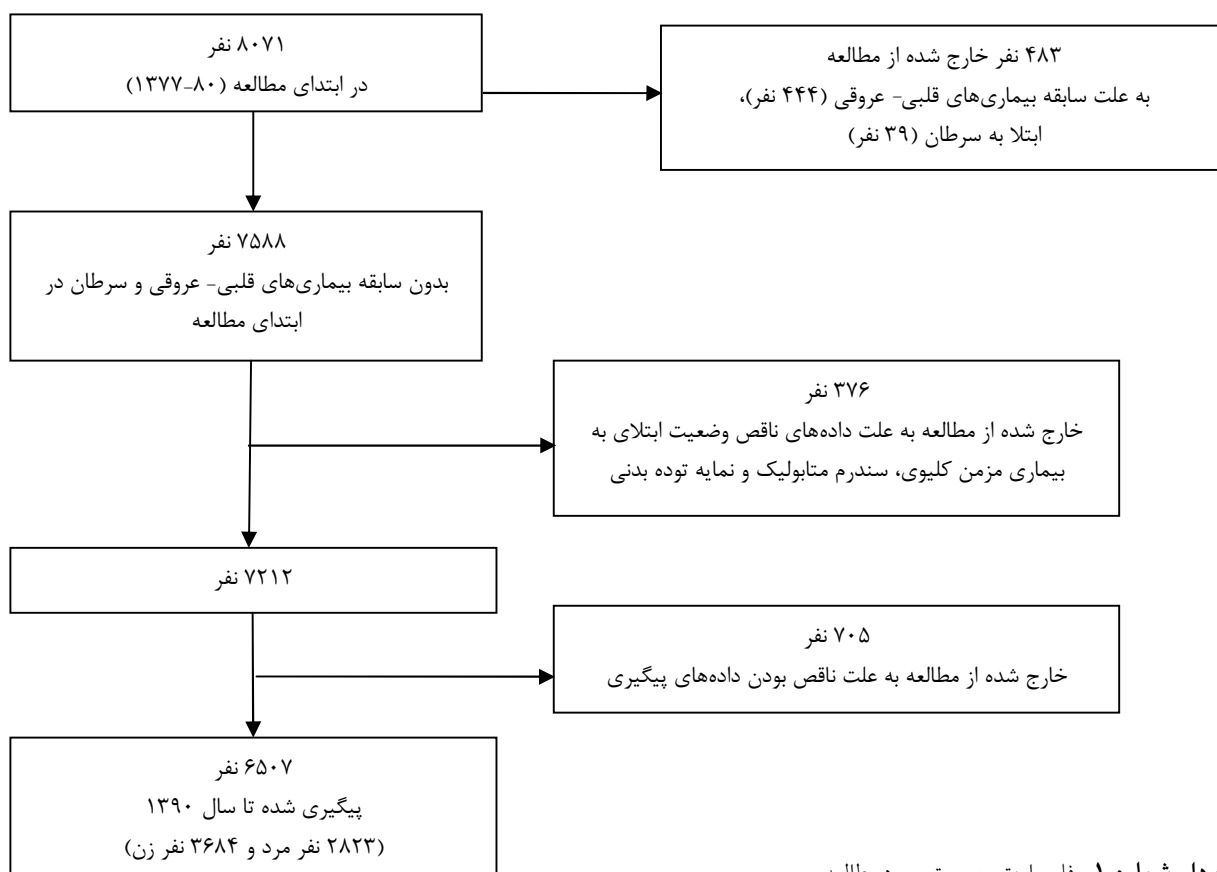 ۸۰۷۱ نفر
در ابتدای مطالعه (۸۰-۱۳۷۷)
۴۸۳ نفر خارج شده از مطالعه
به علت سابقه بیماری‌های قلبی- عروقی (۴۴۴ نفر)،
ابتلا به سرطان (۳۹ نفر)
۷۵۸۸ نفر
بدون سابقه بیماری‌های قلبی- عروقی و سرطان در
ابتدای مطالعه
۳۷۶ نفر
خارج شده از مطالعه به علت داده‌های ناقص وضعیت ابتلای به
بیماری مزمن کلیوی، سندرم متابولیک و نمایه توده بدنی
۷۲۱۲ نفر
۷۰۵ نفر
خارج شده از مطالعه به علت ناقص بودن داده‌های پیگیری
۶۵۰۷ نفر
پیگیری شده تا سال ۱۳۹۰
(۲۸۲۳ نفر مرد و ۳۶۸۴ نفر زن)